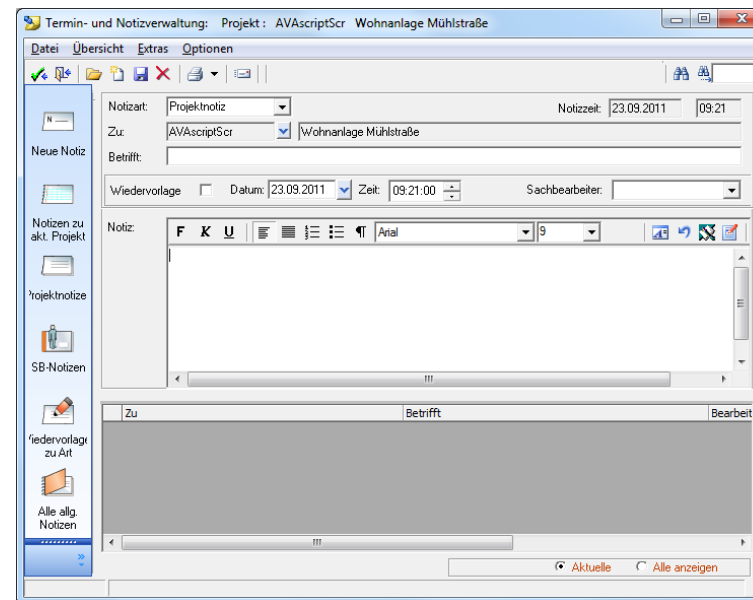 Termin- und Notizverwaltung: Projekt : AVAscriptScr Wohnanlage Mühlstraße
Datei Übersicht Extras Optionen
Notizart: Projektnotiz Notizzeit: 23.09.2011 09:21
Zu: AVAscriptScr Wohnanlage Mühlstraße
Betrifft:
Wiedervorlage Datum: 23.09.2011 Zeit: 09:21:00 Sachbearbeiter:
Notiz: F K U Arial 9
N
Neue Notiz
Notizen zu
akt. Projekt
Projektnotize
SB-Notizen
iedervorlage
zu Art
Alle allg.
Notizen
Zu Betrifft Bearbeit
Aktuelle Alle anzeigen